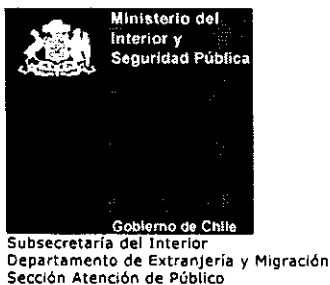 Ministerio del
Interior y
Seguridad Pública
Gobierno de Chile
Subsecretaría del Interior
Departamento de Extranjería y Migración
Sección Atención de Público